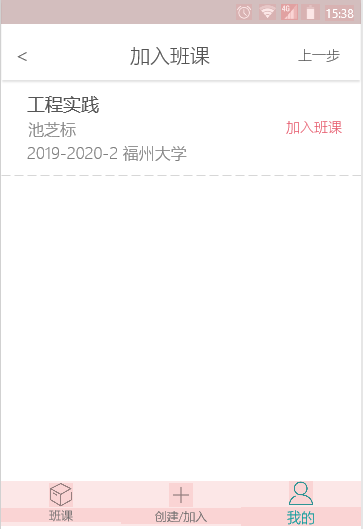 4G 15:38
< 加入班课 上一步
工程实践
池芝标
加入班课
2019-2020-2 福州大学
班课 创建/加入 我的